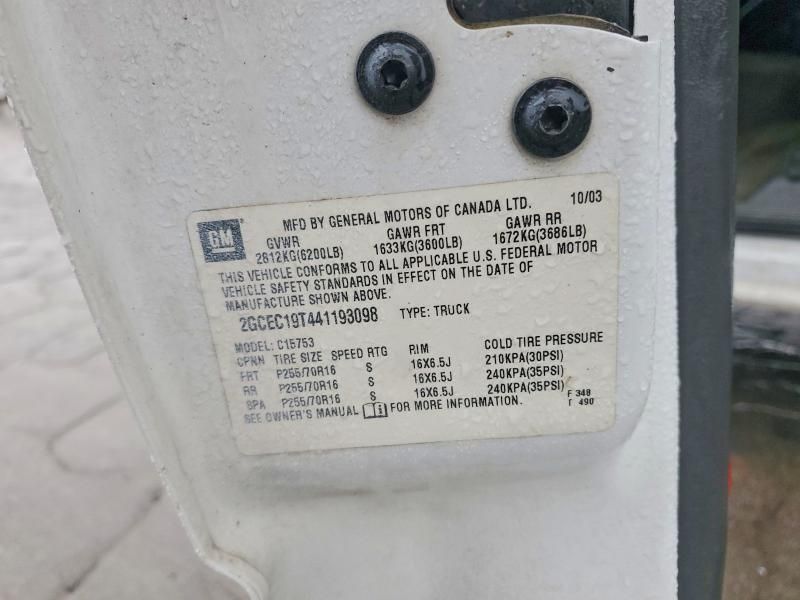 GM
MFD BY GENERAL MOTORS OF CANADA LTD. 10/03
GVWR GAWR FRT GAWR RR
2812KG(6200LB) 1633KG(3600LB) 1672KG(3686LB)
THIS VEHICLE CONFORMS TO ALL APPLICABLE U.S. FEDERAL MOTOR
VEHICLE SAFETY STANDARDS IN EFFECT ON THE DATE OF
MANUFACTURE SHOWN ABOVE.
2GCEC19T441193098 TYPE: TRUCK
MODEL: C15753
CPNN TIRE SIZE SPEED RTG RIM COLD TIRE PRESSURE
FRT P255/70R16 S 16X6.5J 210KPA(30PSI)
RR P255/70R16 S 16X6.5J 240KPA(35PSI)
SPA P255/70R16 S 16X6.5J 240KPA(35PSI)
SEE OWNER'S MANUAL FOR MORE INFORMATION.
F 348
T 490